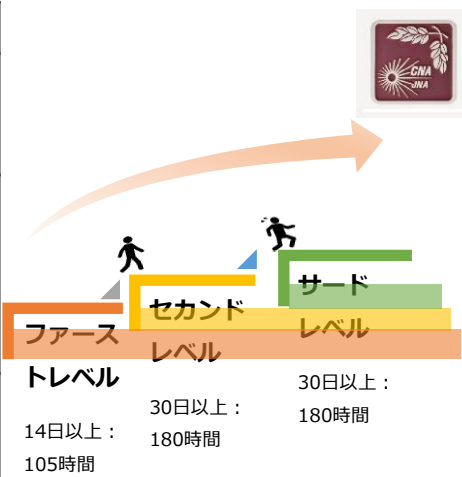 CNA
JNA
ファース
トレベル
14日以上：
105時間
セカンド
レベル
30日以上：
180時間
サード
レベル
30日以上：
180時間